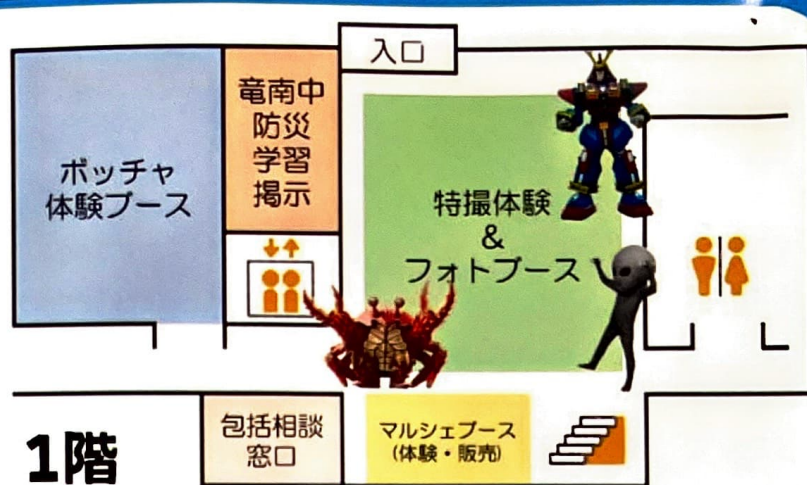 入口
竜南中
防災
学習
掲示
ボッチャ
体験ブース
特撮体験
&
フォトブース
包括相談
窓口
マルシェブース
(体験・販売)
1階